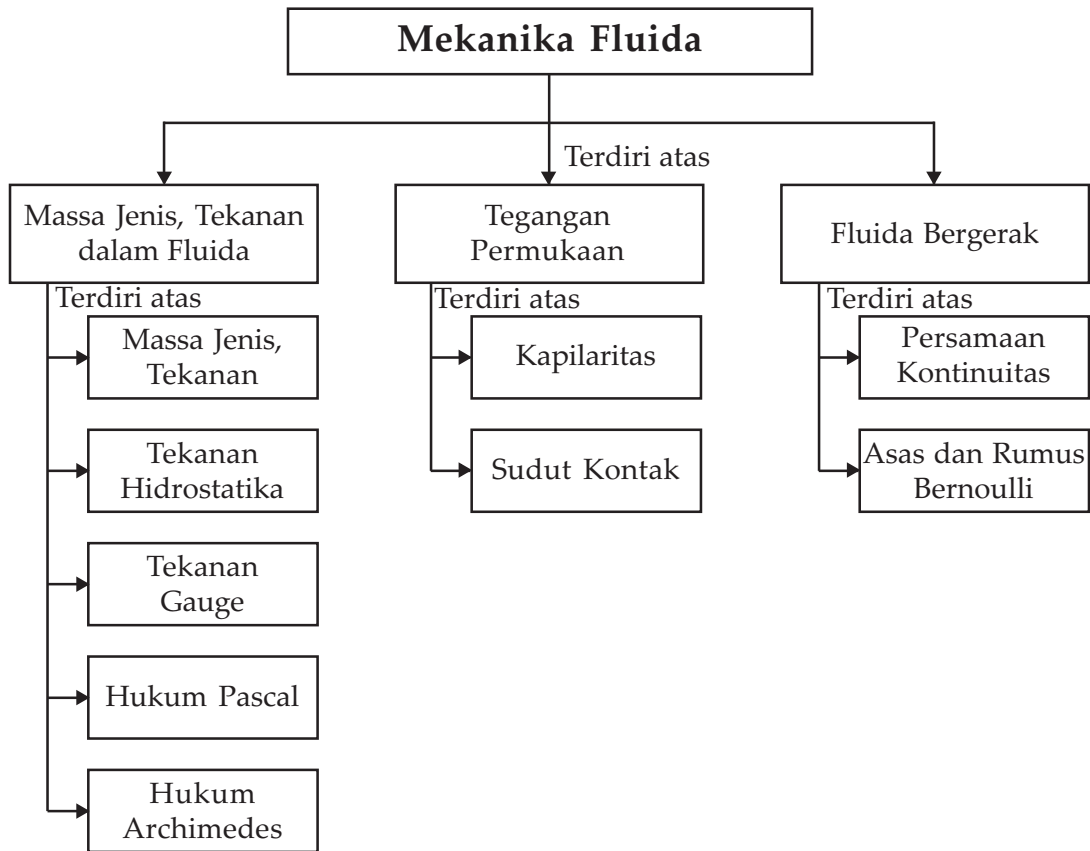 Mekanika Fluida
Terdiri atas
Massa Jenis, Tekanan
dalam Fluida
Terdiri atas
Massa Jenis,
Tekanan
Tekanan
Hidrostatika
Tekanan
Gauge
Hukum Pascal
Hukum
Archimedes
Tegangan
Permukaan
Terdiri atas
Kapilaritas
Sudut Kontak
Fluida Bergerak
Terdiri atas
Persamaan
Kontinuitas
Asas dan Rumus
Bernoulli